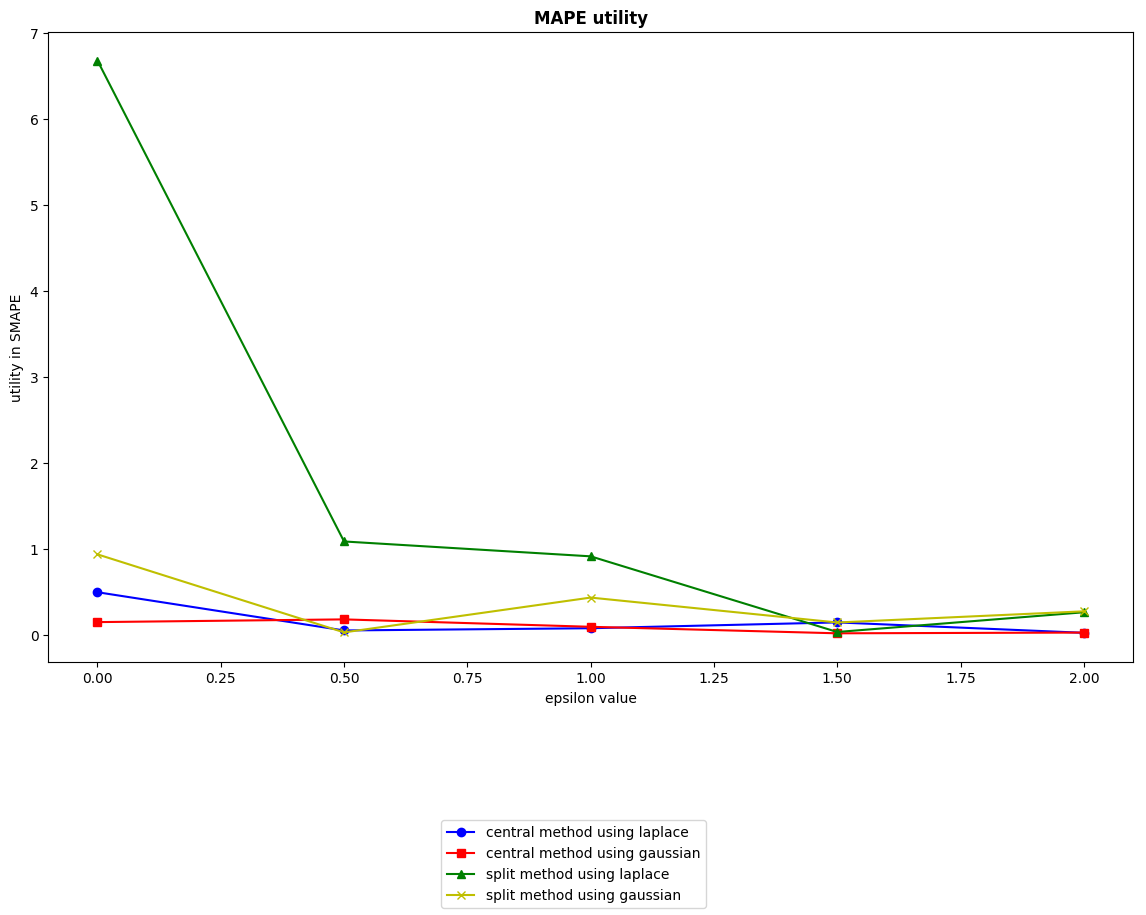 MAPE utility
7
6
5
4
3
2
1
0
utility in SMAPE
0.00 0.25 0.50 0.75 1.00 1.25 1.50 1.75 2.00
epsilon value
central method using laplace
central method using gaussian
split method using laplace
split method using gaussian